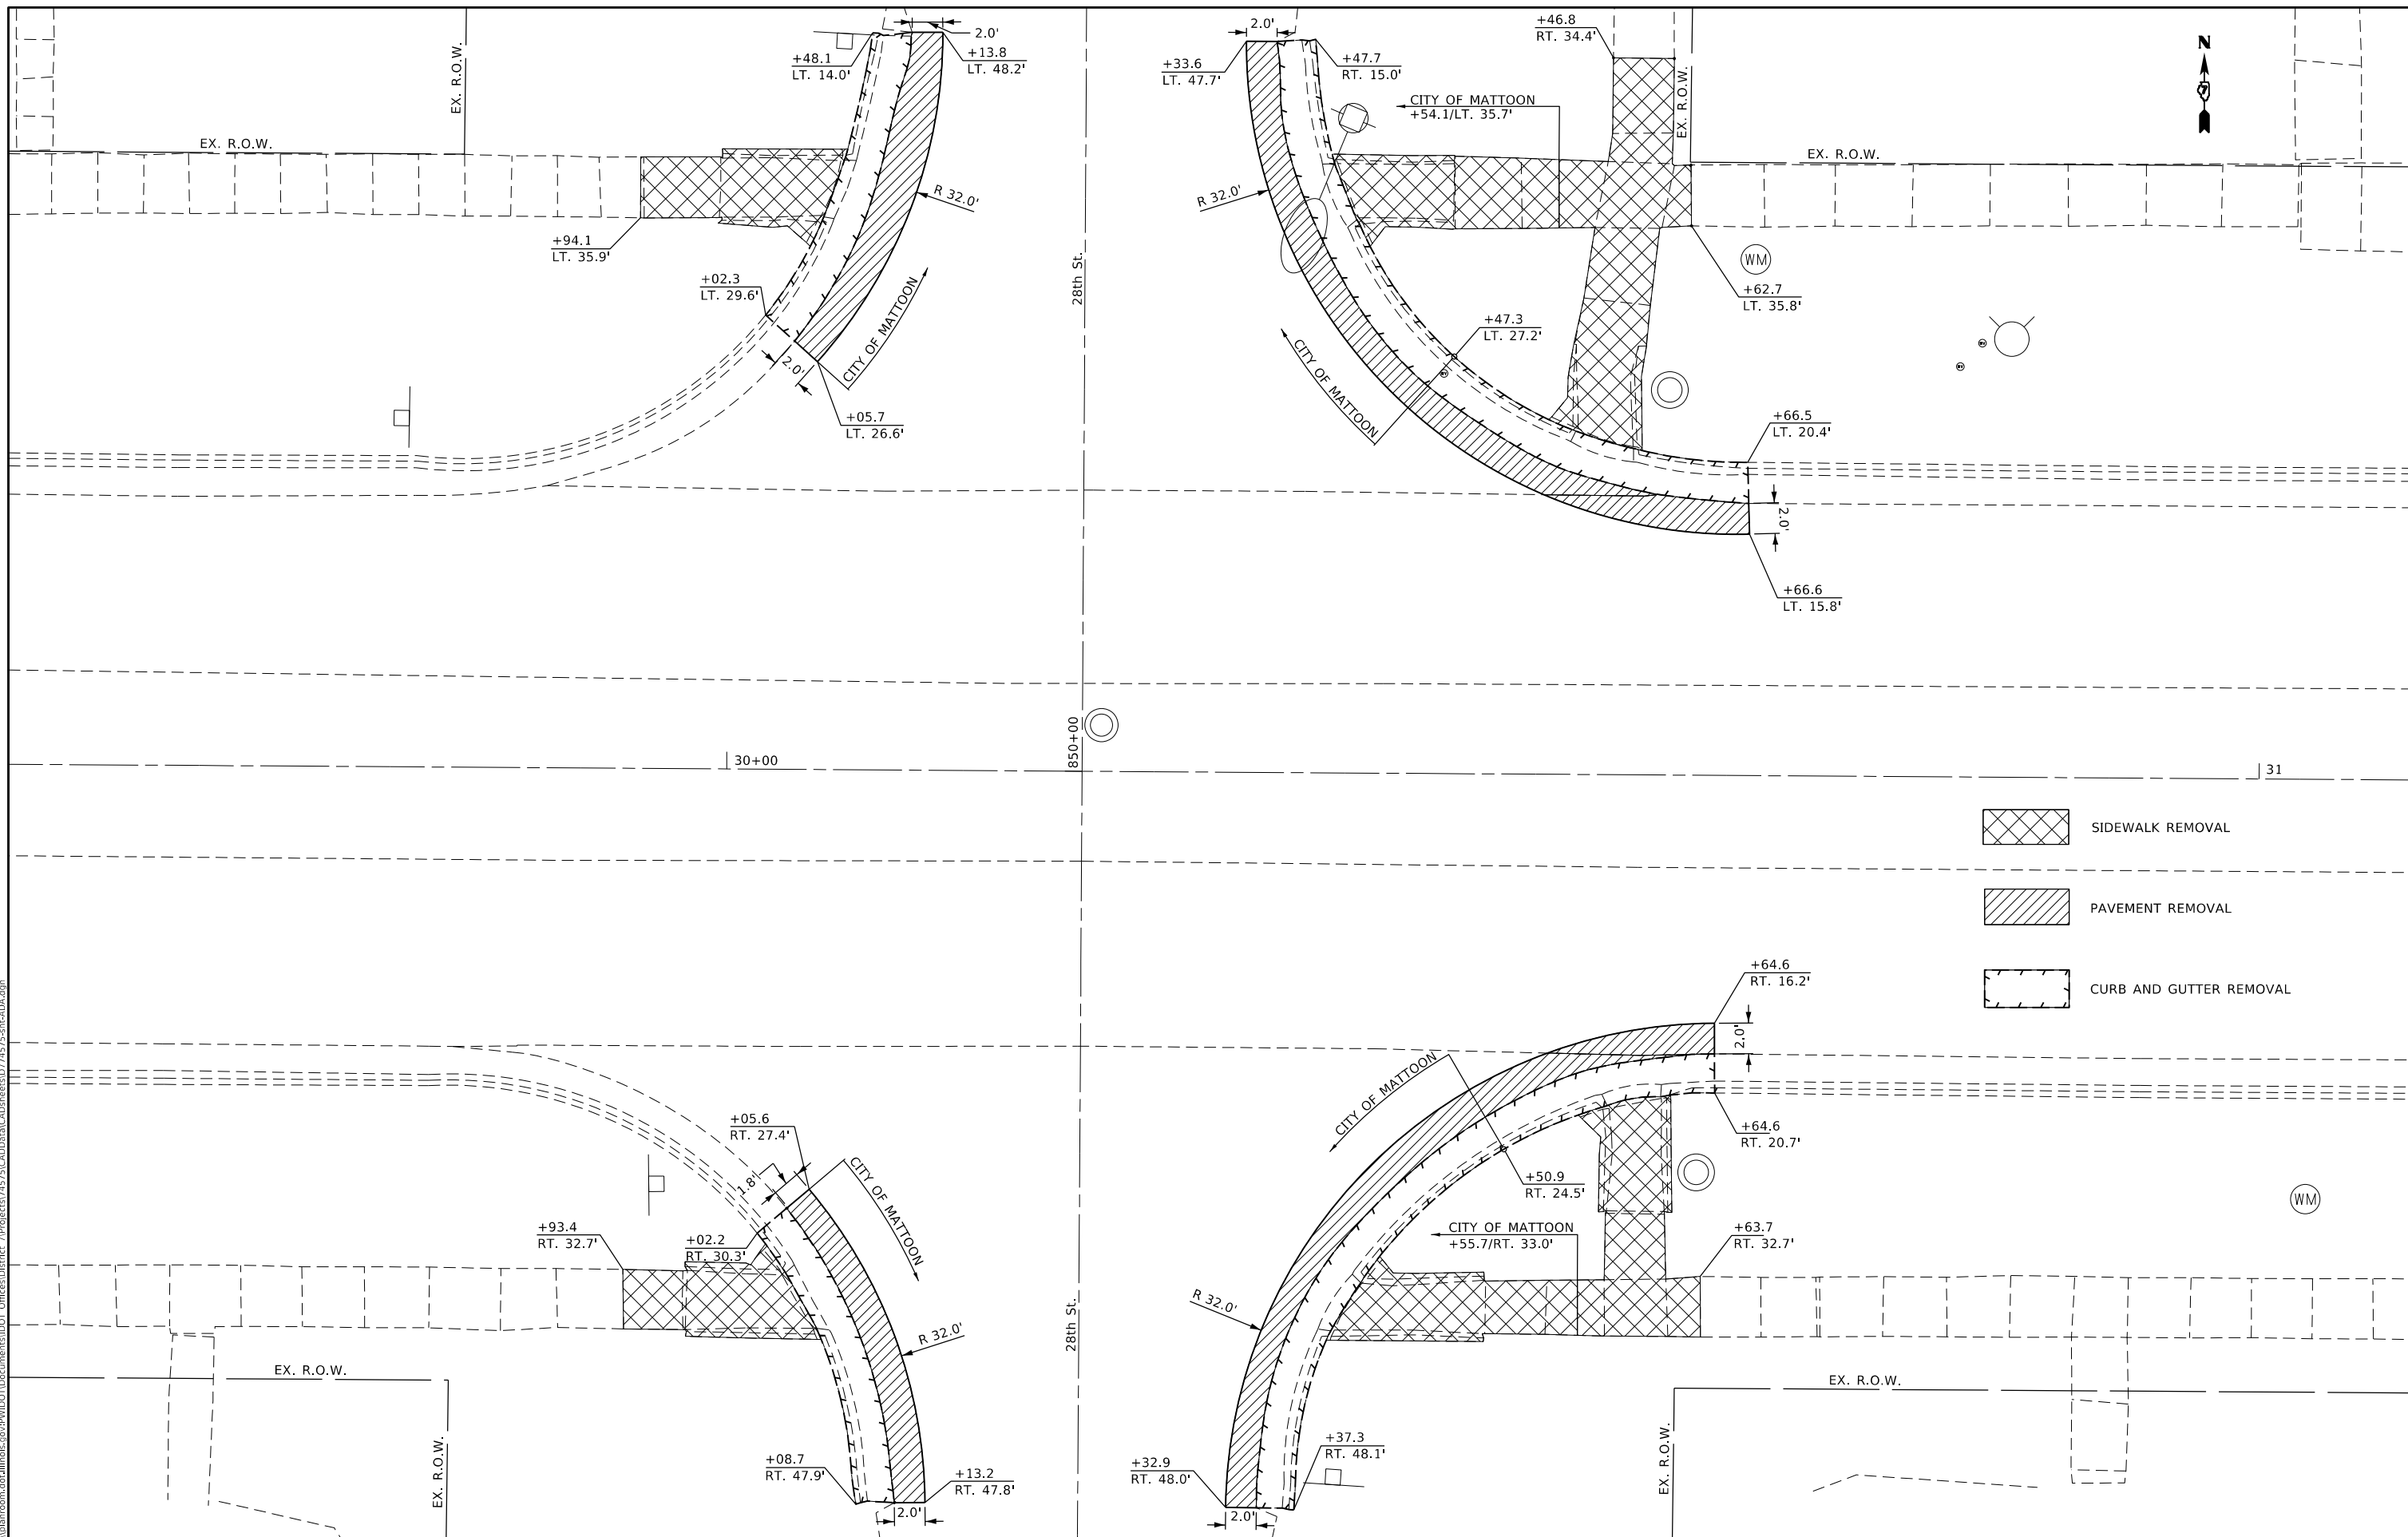 2.0'
+48.1
LT. 14.0'
+13.8
LT. 48.2'
EX. R.O.W.
EX. R.O.W.
R 32.0'
+94.1
LT. 35.9'
+02.3
LT. 29.6'
CITY OF MATTOON
2.0'
+05.7
LT. 26.6'
28th St.
2.0'
+33.6
LT. 47.7'
+47.7
RT. 15.0'
+46.8
RT. 34.4'
CITY OF MATTOON
+54.1/LT. 35.7'
EX. R.O.W.
EX. R.O.W.
N
R 32.0'
WM
+62.7
LT. 35.8'
+47.3
LT. 27.2'
CITY OF MATTOON
+66.5
LT. 20.4'
2.0'
+66.6
LT. 15.8'
850+00
30+00
31
SIDEWALK REMOVAL
PAVEMENT REMOVAL
CURB AND GUTTER REMOVAL
+64.6
RT. 16.2'
2.0'
CITY OF MATTOON
+64.6
RT. 20.7'
+50.9
RT. 24.5'
CITY OF MATTOON
+55.7/RT. 33.0'
+63.7
RT. 32.7'
WM
R 32.0'
+05.6
RT. 27.4'
1.8'
CITY OF MATTOON
+93.4
RT. 32.7'
+02.2
RT. 30.3'
R 32.0'
28th St.
EX. R.O.W.
EX. R.O.W.
EX. R.O.W.
EX. R.O.W.
+08.7
RT. 47.9'
+13.2
RT. 47.8'
2.0'
+32.9
RT. 48.0'
+37.3
RT. 48.1'
2.0'